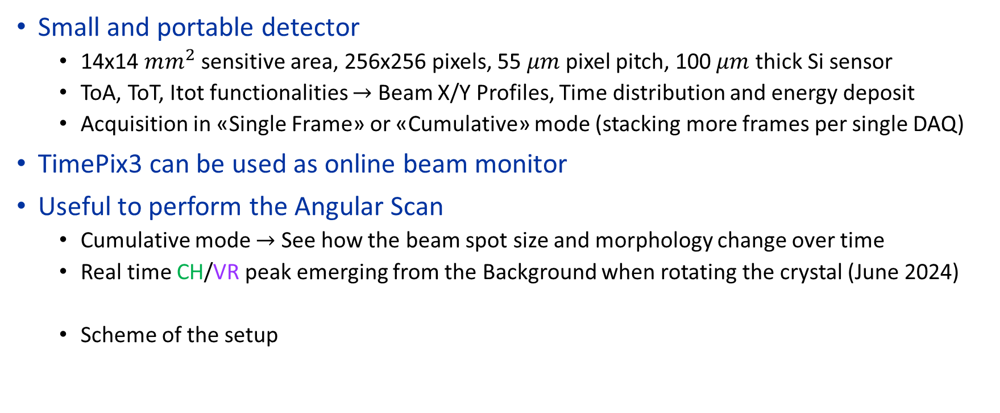 • Small and portable detector
• 14x14 mm² sensitive area, 256x256 pixels, 55 μm pixel pitch, 100 μm thick Si sensor
• ToA, ToT, Itot functionalities → Beam X/Y Profiles, Time distribution and energy deposit
• Acquisition in «Single Frame» or «Cumulative» mode (stacking more frames per single DAQ)
• TimePix3 can be used as online beam monitor
• Useful to perform the Angular Scan
• Cumulative mode → See how the beam spot size and morphology change over time
• Real time CH/VR peak emerging from the Background when rotating the crystal (June 2024)
• Scheme of the setup